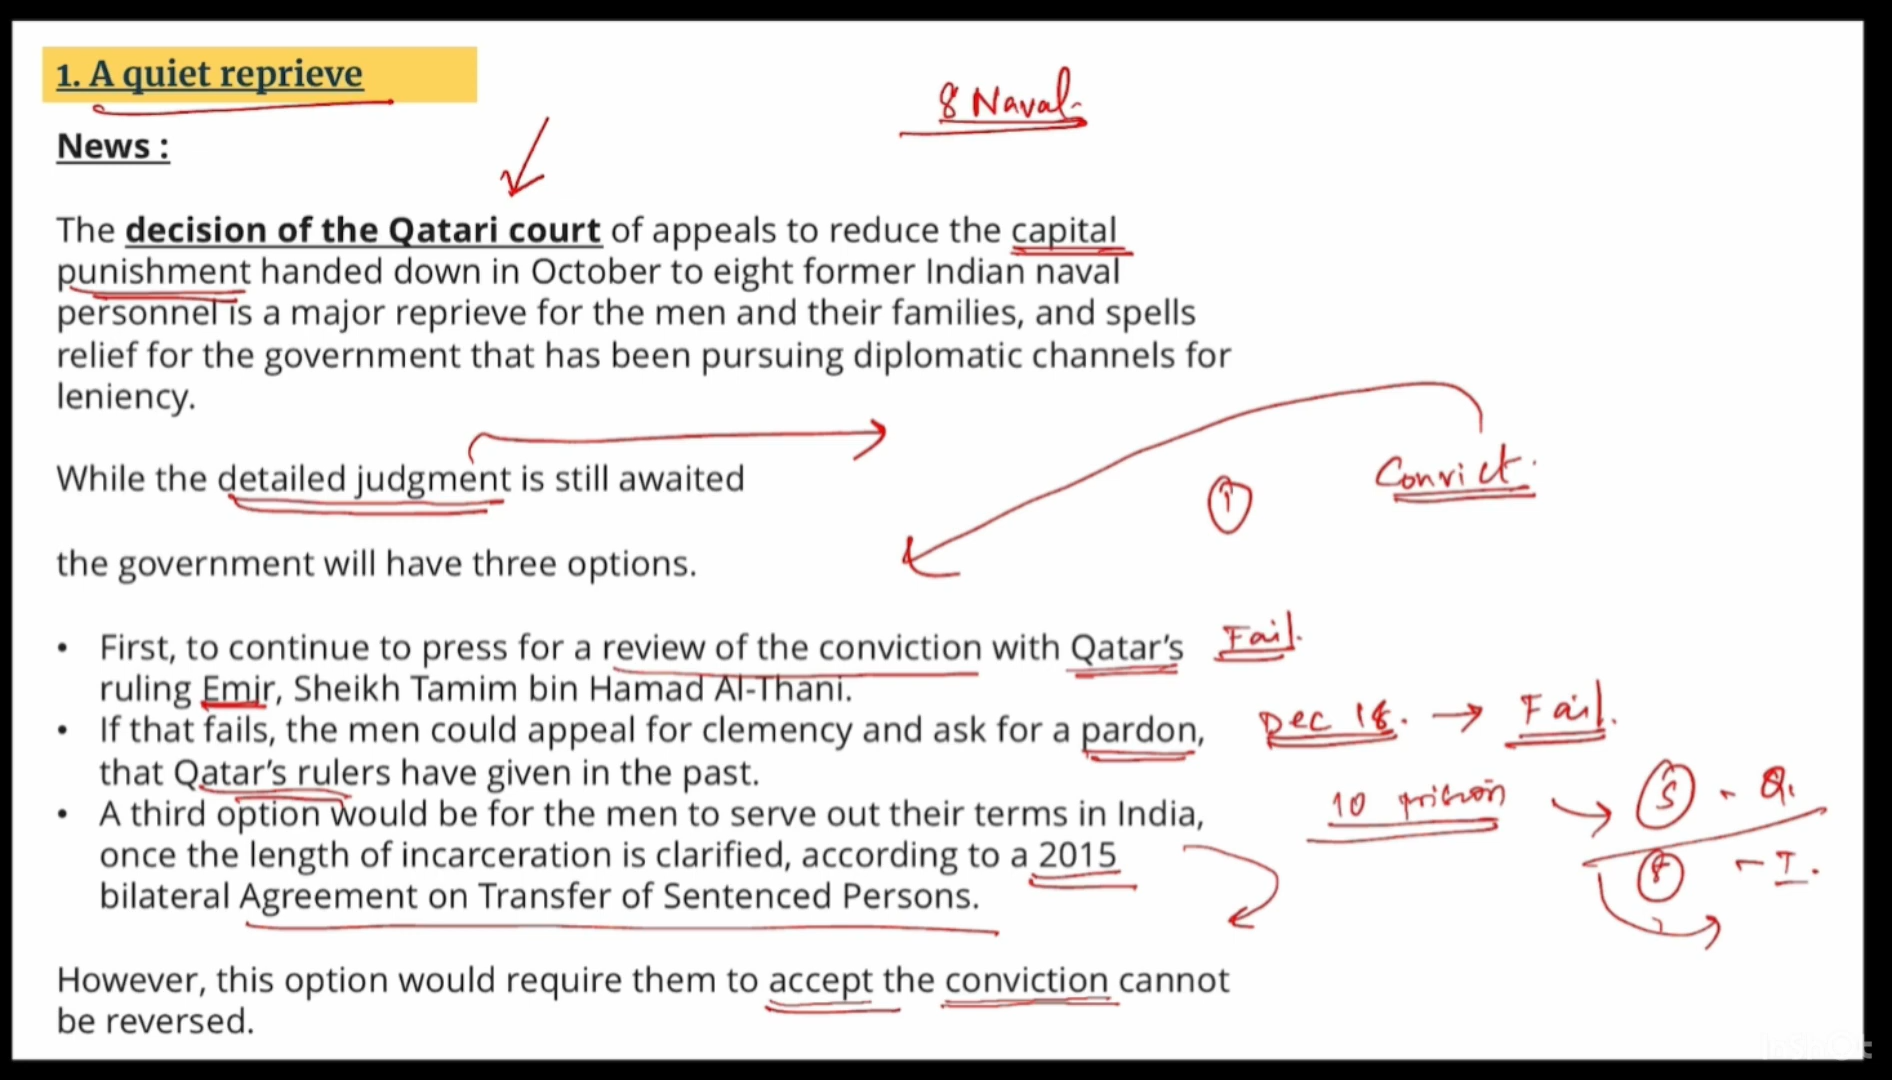 1. A quiet reprieve
8 Naval
News :
The decision of the Qatari court of appeals to reduce the capital
punishment handed down in October to eight former Indian naval
personnel is a major reprieve for the men and their families, and spells
relief for the government that has been pursuing diplomatic channels for
leniency.
While the detailed judgment is still awaited
Convict.
1
the government will have three options.
• First, to continue to press for a review of the conviction with Qatar’s
Fail.
ruling Emir, Sheikh Tamim bin Hamad Al-Thani.
• If that fails, the men could appeal for clemency and ask for a pardon,
Dec 18. → Fail.
that Qatar’s rulers have given in the past.
10 prison → 5 - Q.
• A third option would be for the men to serve out their terms in India,
once the length of incarceration is clarified, according to a 2015
- I.
bilateral Agreement on Transfer of Sentenced Persons.
However, this option would require them to accept the conviction cannot
be reversed.